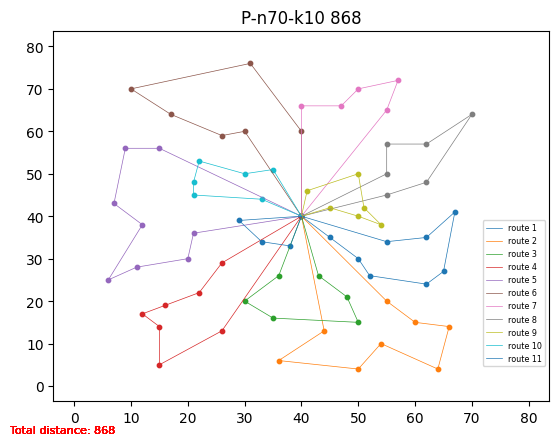 P-n70-k10 868
80
70
60
50
40
30
20
10
0
0 10 20 30 40 50 60 70 80
route 1
route 2
route 3
route 4
route 5
route 6
route 7
route 8
route 9
route 10
route 11
Total distance: 868